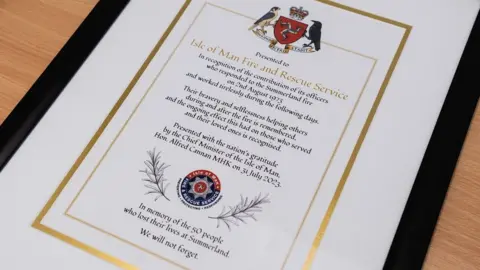 Presented to
Isle of Man Fire and Rescue Service
In recognition of the contribution of its officers
who responded to the Summerland fire
on 2nd August 1973
and worked tirelessly during the following days.
Their bravery and selflessness helping others
during and after the fire is remembered,
and the ongoing effect this had on those who served
and their loved ones is recognised.
Presented with the nation's gratitude
by the Chief Minister of the Isle of Man,
Hon. Alfred Cannan MHK on 31 July 2023.
Isle of Man
RESCUE SERVICE
In memory of the 50 people
who lost their lives at Summerland.
We will not forget.